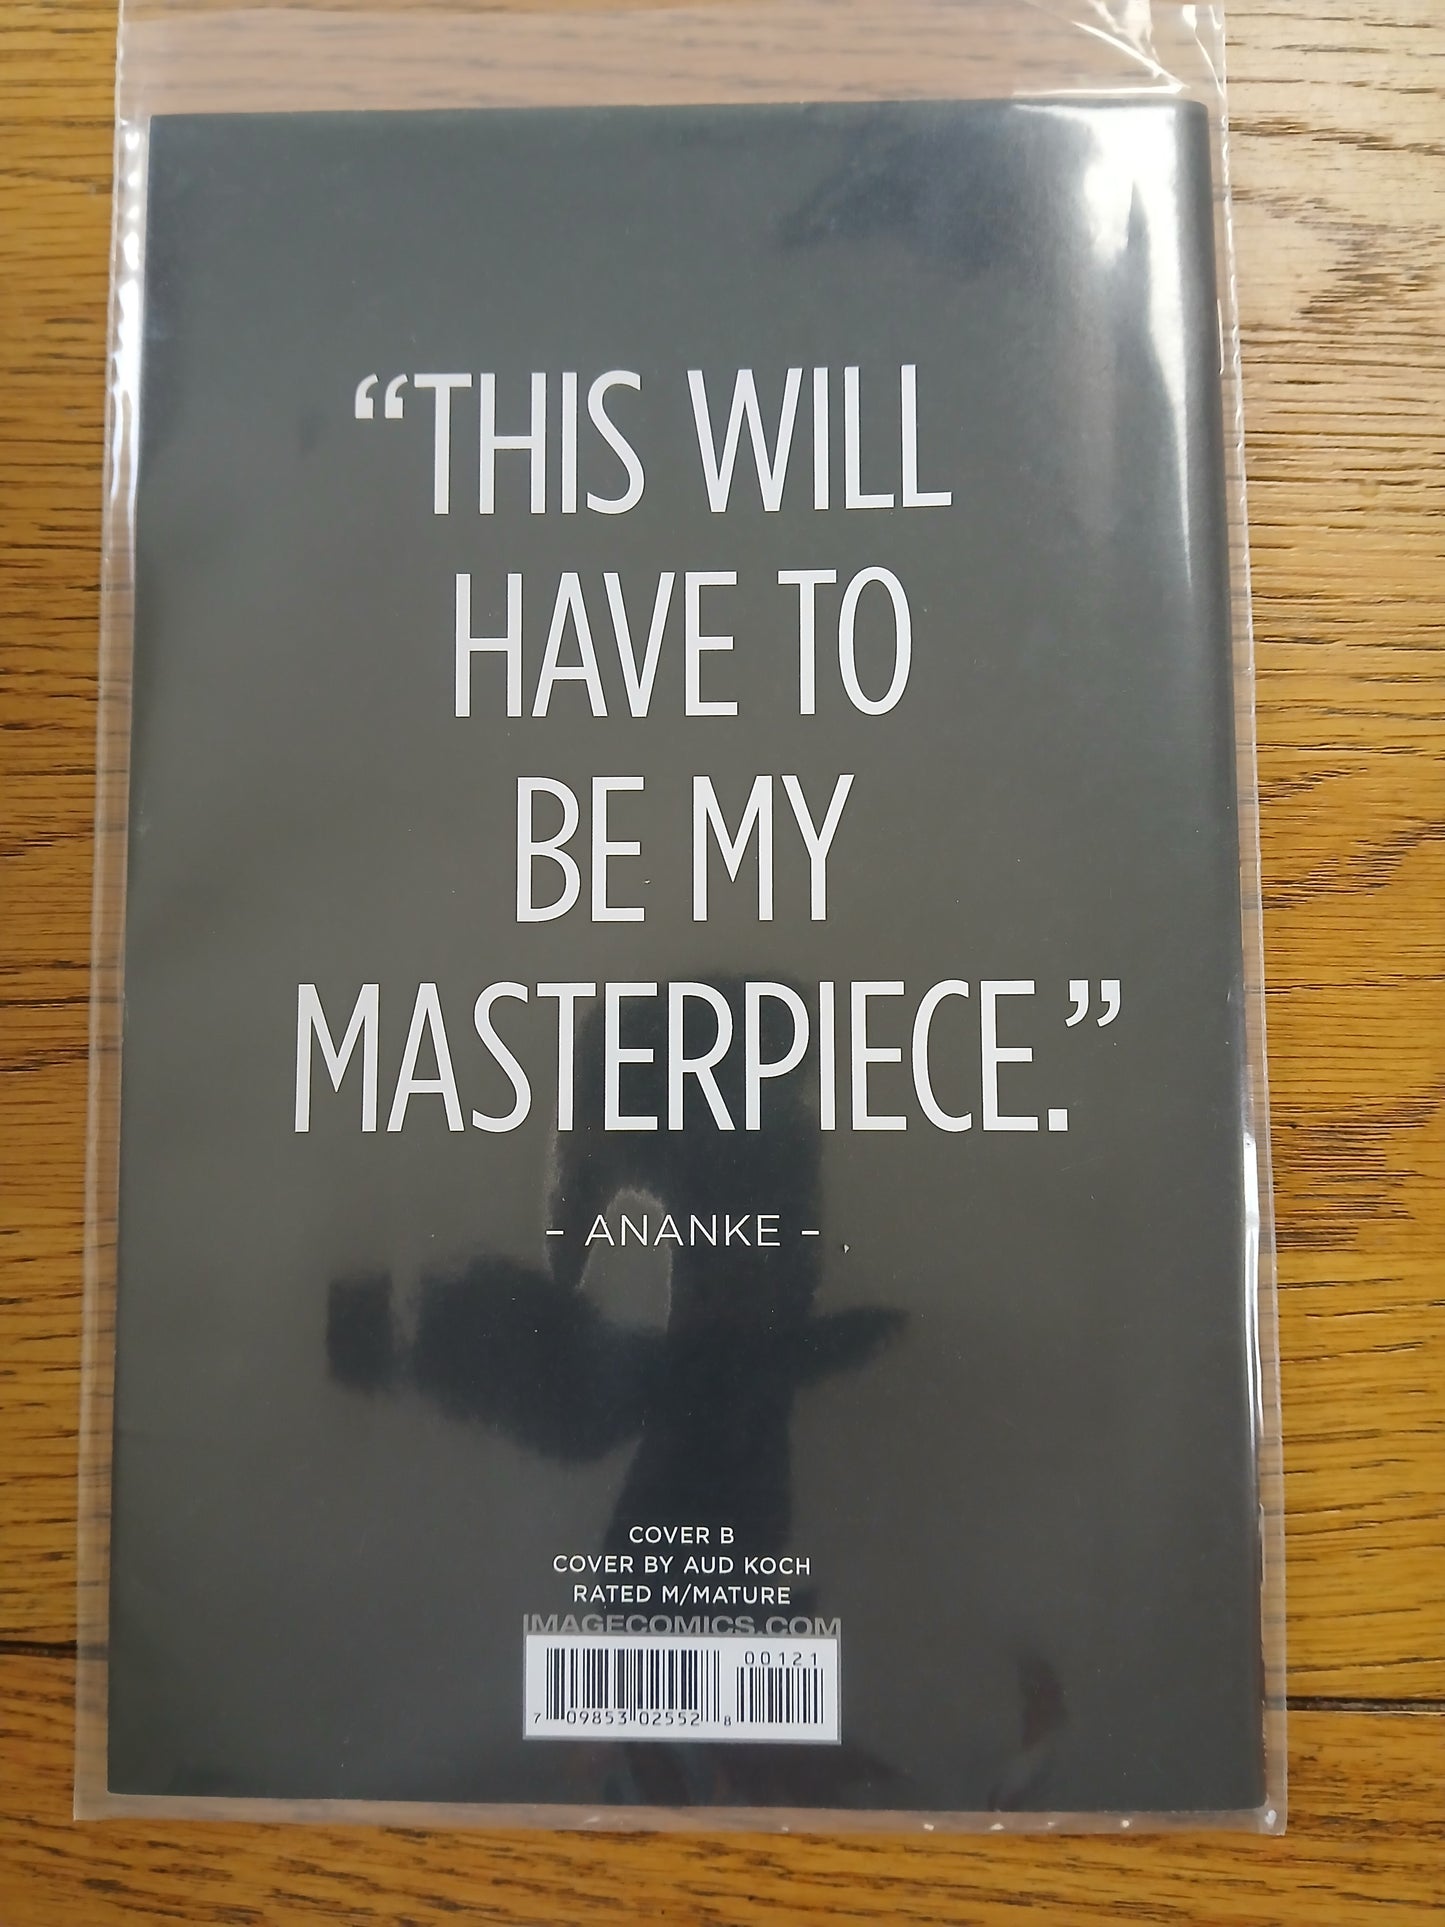 “THIS WILL
HAVE TO
BE MY
MASTERPIECE.”
– ANANKE –
COVER B
COVER BY AUD KOCH
RATED M/MATURE
IMAGECOMICS.COM
00121
7 09853 02552 8